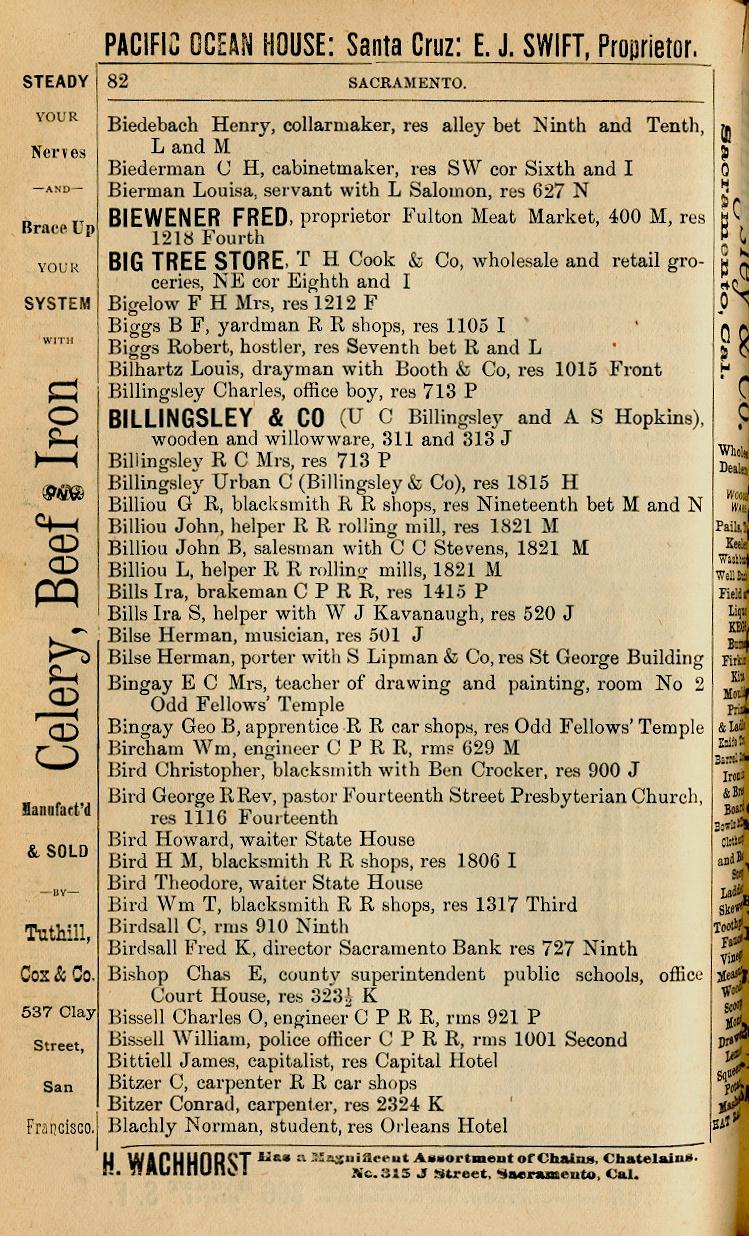 PACIFIC OCEAN HOUSE: Santa Cruz: E. J. SWIFT, Proprietor.
82 SACRAMENTO.
Biedebach Henry, collarmaker, res alley bet Ninth and Tenth,
L and M
Biederman C H, cabinetmaker, res SW cor Sixth and I
Bierman Louisa, servant with L Salomon, res 627 N
BIEWENER FRED, proprietor Fulton Meat Market, 400 M, res
1218 Fourth
BIG TREE STORE, T H Cook & Co, wholesale and retail gro-
ceries, NE cor Eighth and I
Bigelow F H Mrs, res 1212 F
Biggs B F, yardman R R shops, res 1105 I
Biggs Robert, hostler, res Seventh bet R and L
Bilhartz Louis, drayman with Booth & Co, res 1015 Front
Billingsley Charles, office boy, res 713 P
BILLINGSLEY & CO (U C Billingsley and A S Hopkins),
wooden and willowware, 311 and 313 J
Billingsley R C Mrs, res 713 P
Billingsley Urban C (Billingsley & Co), res 1815 H
Billiou G R, blacksmith R R shops, res Nineteenth bet M and N
Billiou John, helper R R rolling mill, res 1821 M
Billiou John B, salesman with C C Stevens, 1821 M
Billiou L, helper R R rolling mills, 1821 M
Bills Ira, brakeman C P R R, res 1415 P
Bills Ira S, helper with W J Kavanaugh, res 520 J
Bilse Herman, musician, res 501 J
Bilse Herman, porter with S Lipman & Co, res St George Building
Bingay E C Mrs, teacher of drawing and painting, room No 2
Odd Fellows' Temple
Bingay Geo B, apprentice R R car shops, res Odd Fellows' Temple
Bircham Wm, engineer C P R R, rms 629 M
Bird Christopher, blacksmith with Ben Crocker, res 900 J
Bird George R Rev, pastor Fourteenth Street Presbyterian Church,
res 1116 Fourteenth
Bird Howard, waiter State House
Bird H M, blacksmith R R shops, res 1806 I
Bird Theodore, waiter State House
Bird Wm T, blacksmith R R shops, res 1317 Third
Birdsall C, rms 910 Ninth
Birdsall Fred K, director Sacramento Bank res 727 Ninth
Bishop Chas E, county superintendent public schools, office
Court House, res 323½ K
Bissell Charles O, engineer C P R R, rms 921 P
Bissell William, police officer C P R R, rms 1001 Second
Bittiell James, capitalist, res Capital Hotel
Bitzer C, carpenter R R car shops
Bitzer Conrad, carpenter, res 2324 K
Blachly Norman, student, res Orleans Hotel
H. WACHHORST Has a Magnificent Assortment of Chains, Chatelains.
No. 315 J Street, Sacramento, Cal.
STEADY
YOUR
Nerves
—AND—
Brace Up
YOUR
SYSTEM
WITH
Celery, Beef AND Iron
Manufact'd
& SOLD
—BY—
Tuthill,
Cox & Co.
537 Clay
Street,
San
Francisco.
Sacramento, Cal.
& Co.
Pails,
Field
& Bro
and